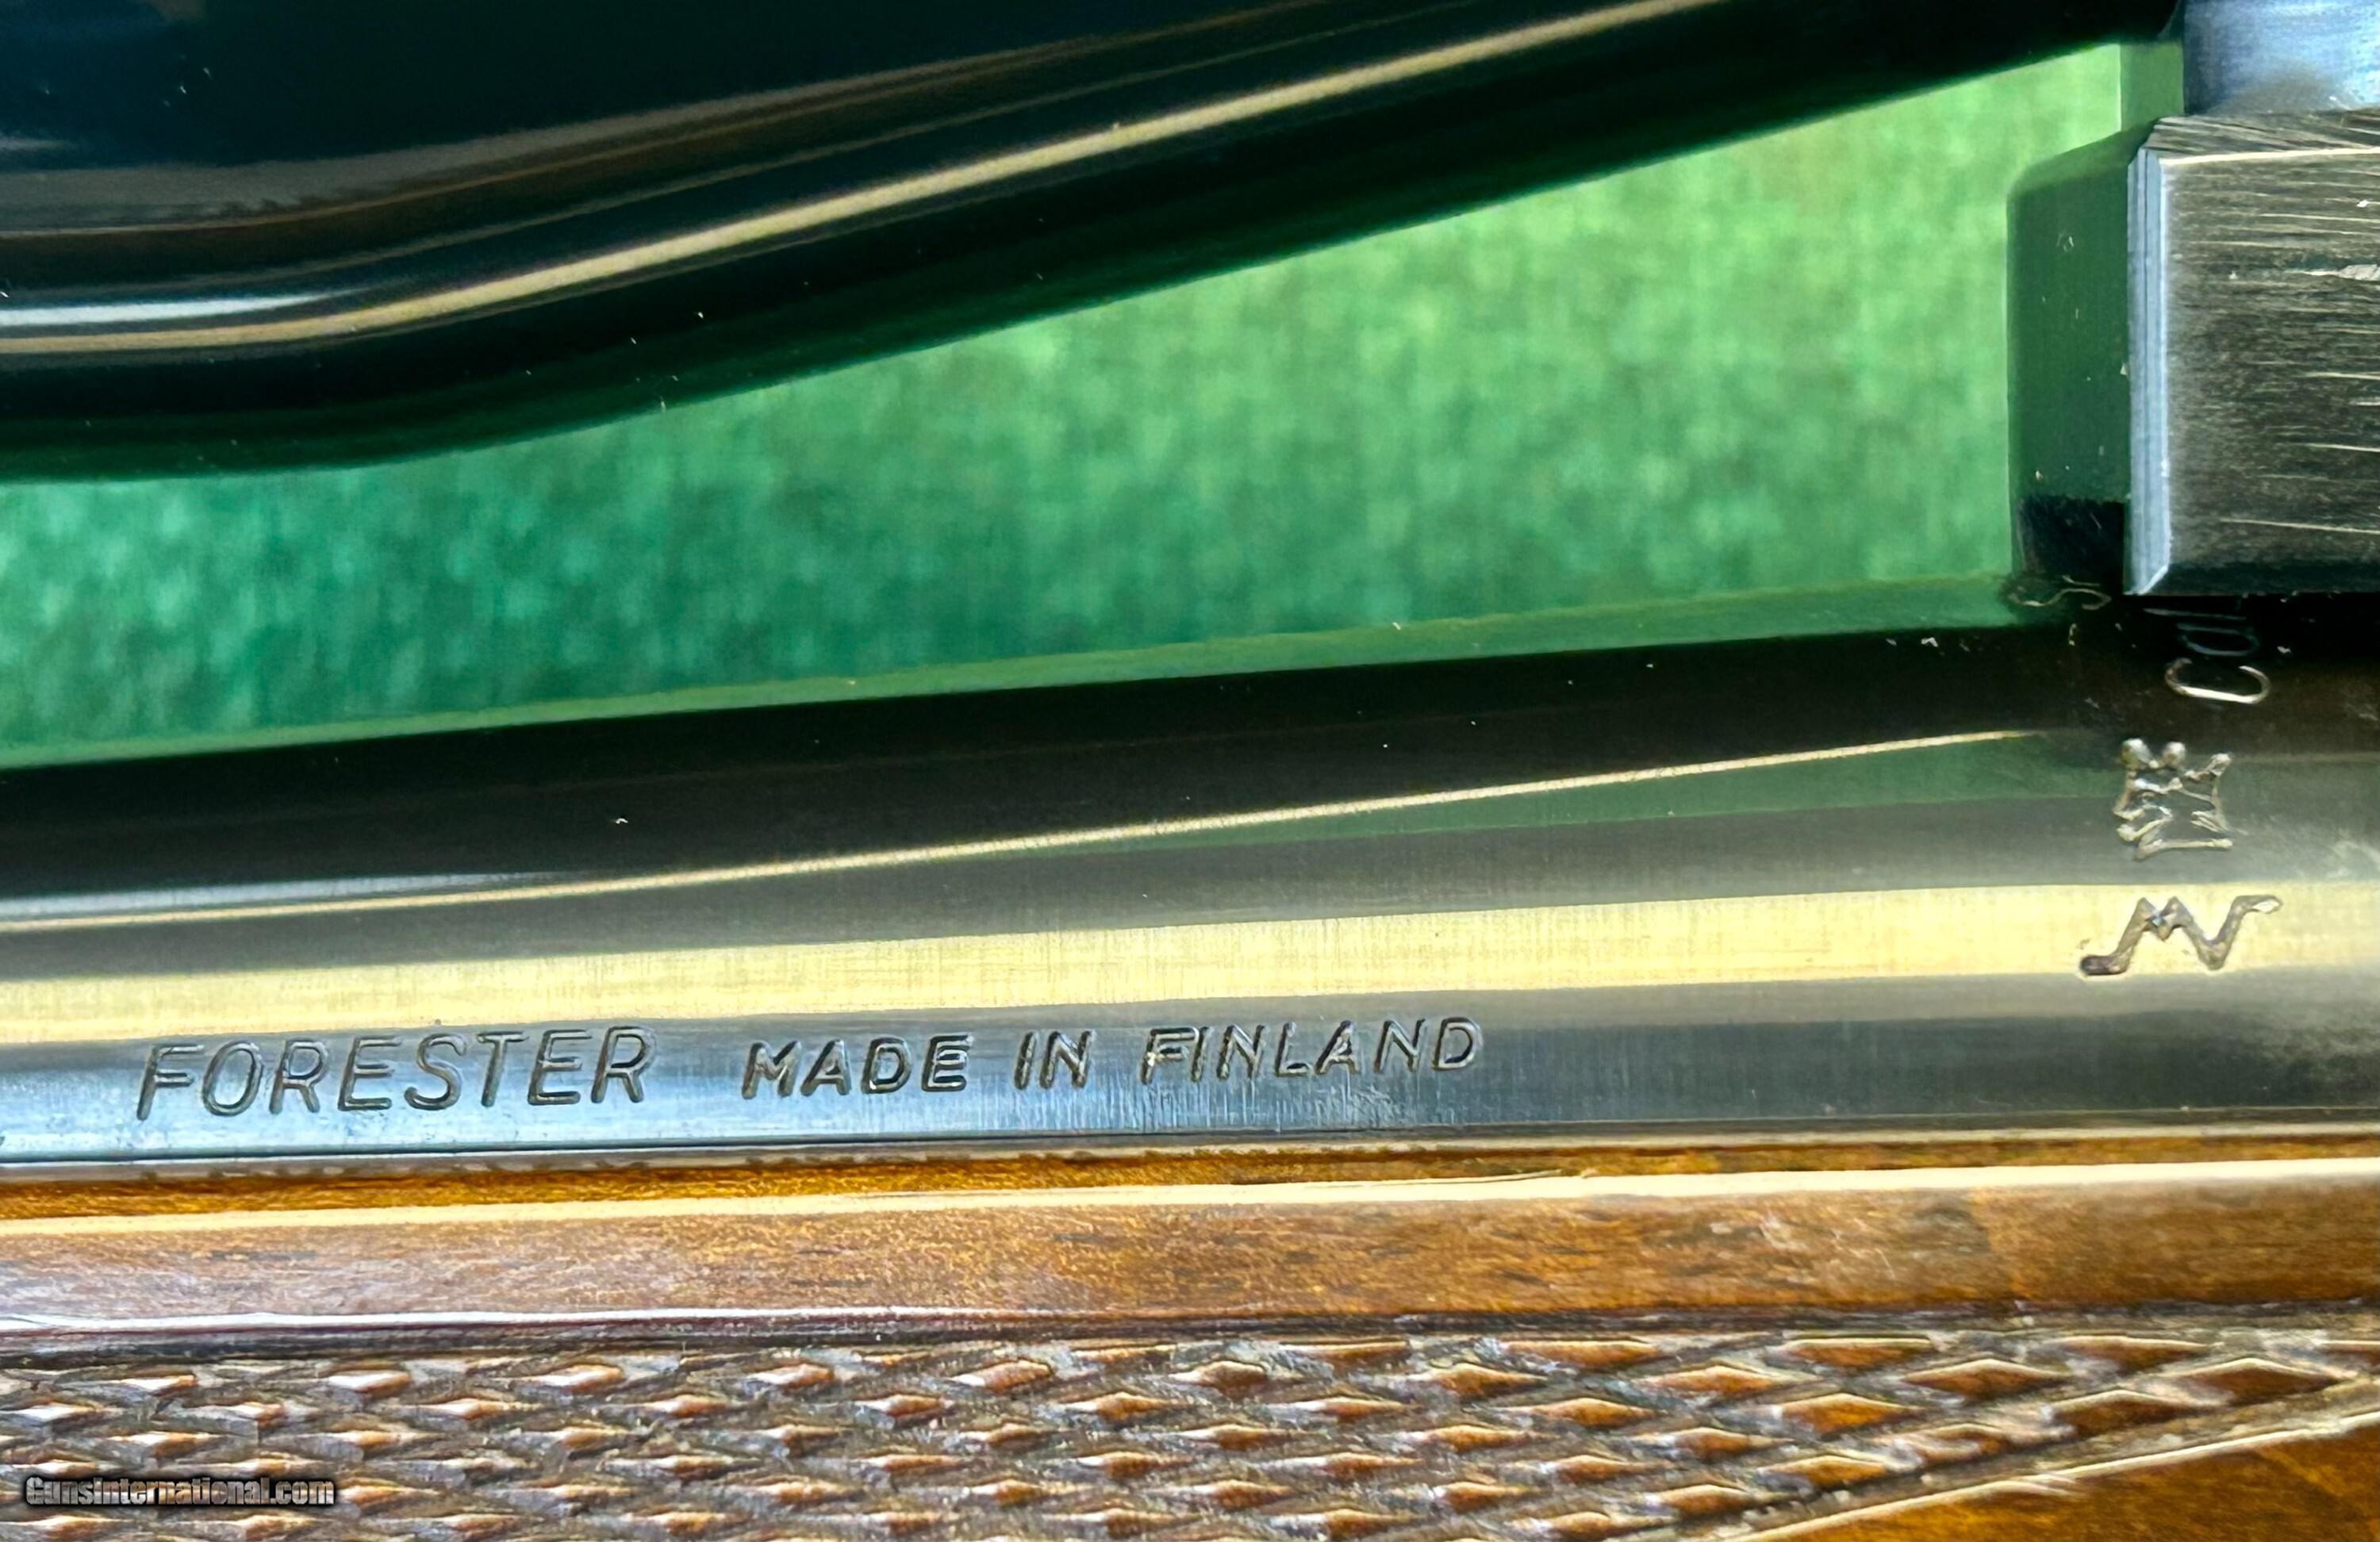 FORESTER MADE IN FINLAND
Gunsinternational.com